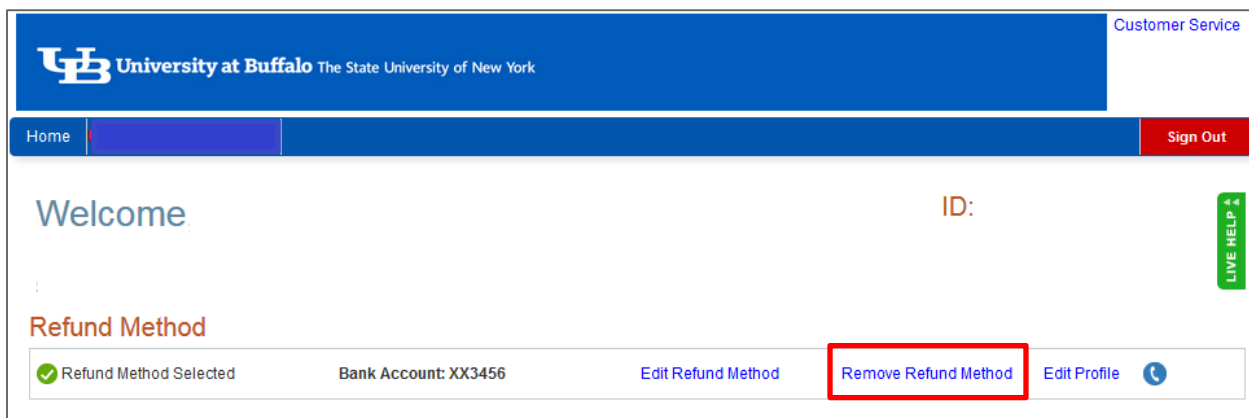 Customer Service
UB University at Buffalo The State University of New York
Home
Sign Out
Welcome
ID:
LIVE HELP
Refund Method
Refund Method Selected Bank Account: XX3456 Edit Refund Method Remove Refund Method Edit Profile